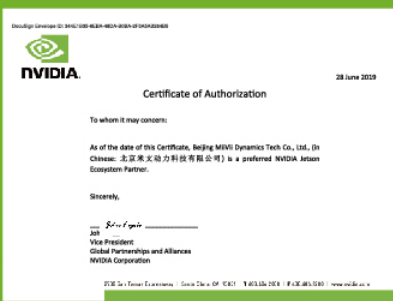 NVIDIA.
28 June 2019
Certificate of Authorization
To whom it may concern:
As of the date of this Certificate, Beijing MiiVii Dynamics Tech Co., Ltd., (in
Chinese: 北京米文动力科技有限公司) is a preferred NVIDIA Jetson
Ecosystem Partner.
Sincerely,
Joh
Vice President
Global Partnerships and Alliances
NVIDIA Corporation